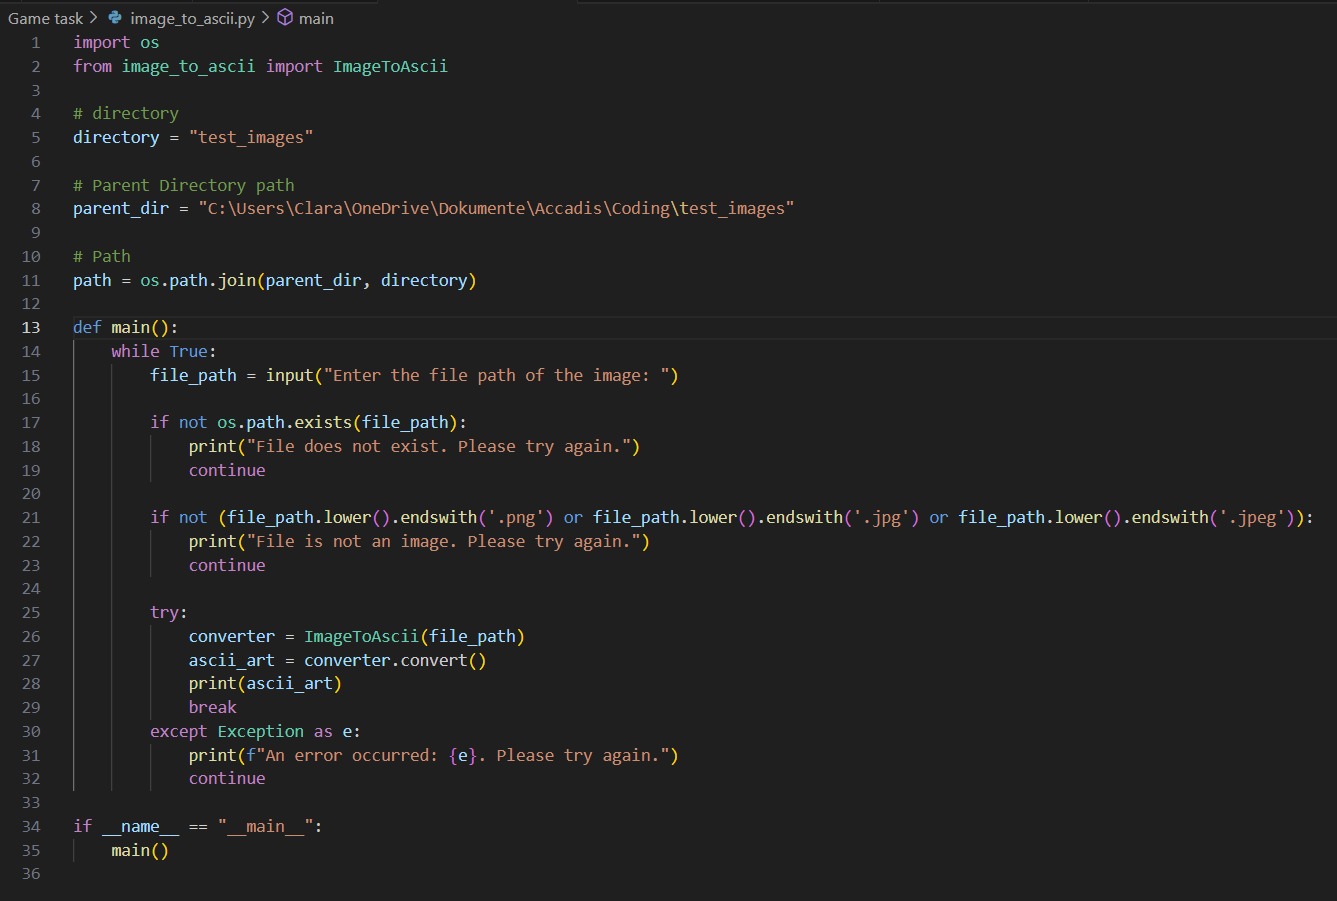 Game task > image_to_ascii.py > main
1 import os
2 from image_to_ascii import ImageToAscii
3
4 # directory
5 directory = "test_images"
6
7 # Parent Directory path
8 parent_dir = "C:\Users\Clara\OneDrive\Dokumente\Accadis\Coding\test_images"
9
10 # Path
11 path = os.path.join(parent_dir, directory)
12
13 def main():
14     while True:
15         file_path = input("Enter the file path of the image: ")
16
17         if not os.path.exists(file_path):
18             print("File does not exist. Please try again.")
19             continue
20
21         if not (file_path.lower().endswith('.png') or file_path.lower().endswith('.jpg') or file_path.lower().endswith('.jpeg')):
22             print("File is not an image. Please try again.")
23             continue
24
25         try:
26             converter = ImageToAscii(file_path)
27             ascii_art = converter.convert()
28             print(ascii_art)
29             break
30         except Exception as e:
31             print(f"An error occurred: {e}. Please try again.")
32             continue
33
34 if __name__ == "__main__":
35     main()
36